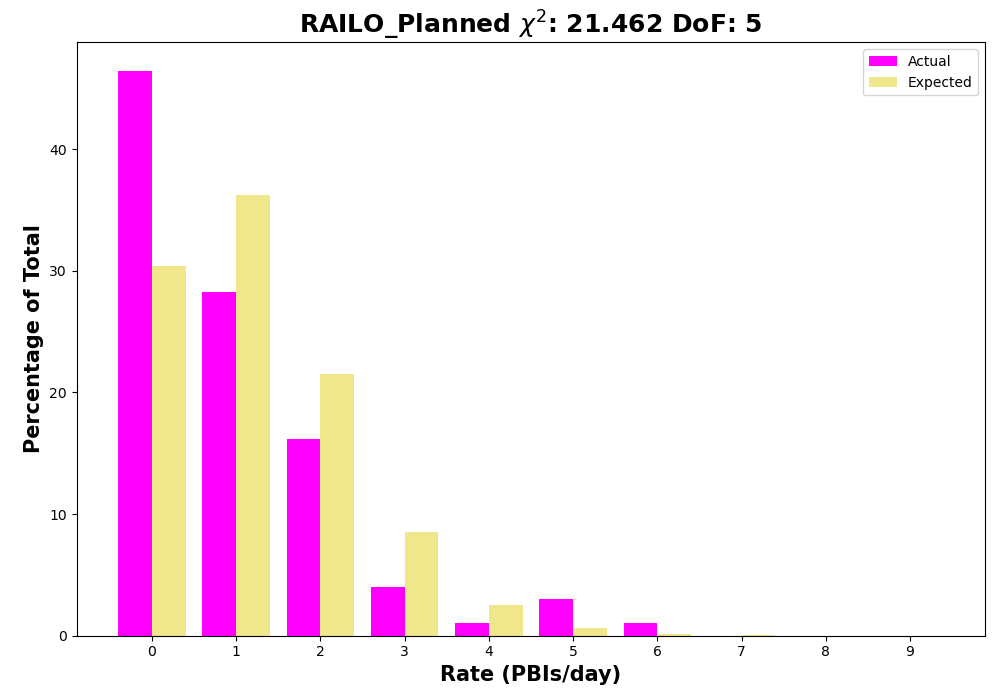 RAILO_Planned χ²: 21.462 DoF: 5
Actual
Expected
Percentage of Total
40
30
20
10
0
0 1 2 3 4 5 6 7 8 9
Rate (PBIs/day)